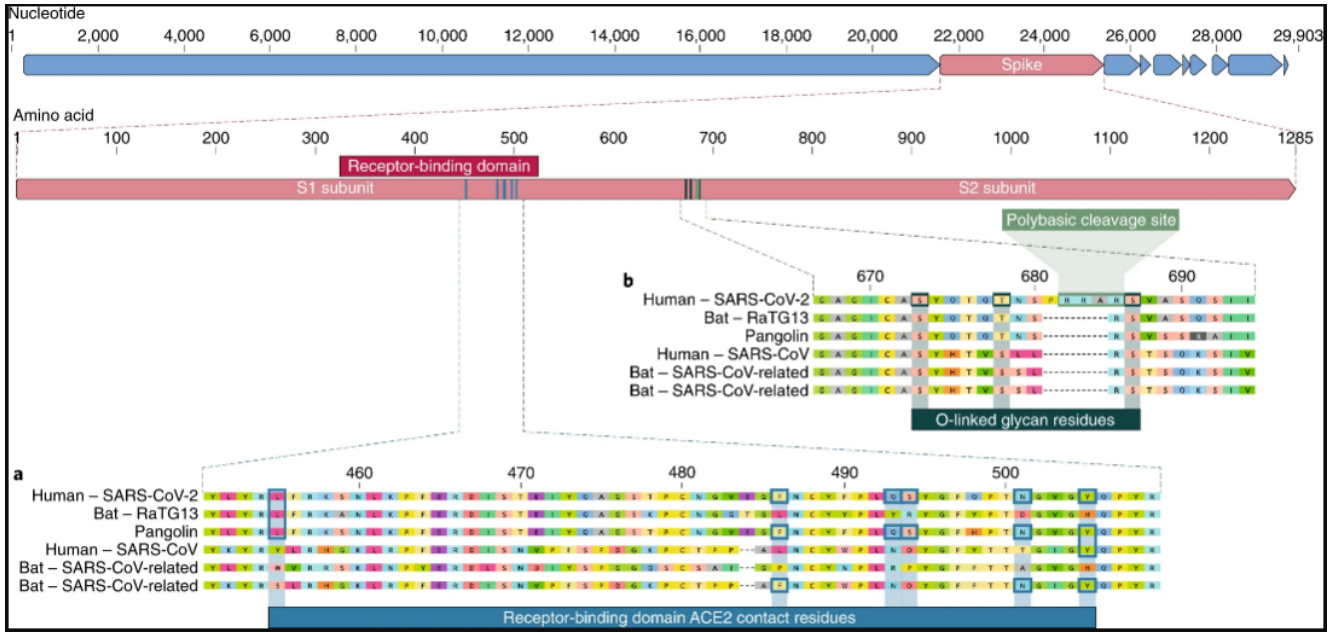 Nucleotide
1 2,000 4,000 6,000 8,000 10,000 12,000 14,000 16,000 18,000 20,000 22,000 24,000 26,000 28,000 29,903
Spike
Amino acid
1 100 200 300 400 500 600 700 800 900 1000 1100 1200 1285
Receptor-binding domain
S1 subunit S2 subunit
Polybasic cleavage site
b
670 680 690
Human – SARS-CoV-2 G A G I C A S Y Q T Q T N S P R R A R S V A S Q S I I
Bat – RaTG13 G A G I C A S Y Q T Q T N S ---------- R S V A S Q S I I
Pangolin G A G I C A S Y Q T Q T N S ---------- R S V S S X A I I
Human – SARS-CoV G A G I C A S Y H T V S L L ---------- R S T S Q K S I V
Bat – SARS-CoV-related G A G I C A S Y H T V S S L ---------- R S T S Q K S I V
Bat – SARS-CoV-related G A G I C A S Y H T V S S L ---------- R S T S Q K S I V
O-linked glycan residues
a
460 470 480 490 500
Human – SARS-CoV-2 Y L Y R L F R K S N L K P F E R D I S T E I Y Q A G S T P C N G V E G F N C Y F P L Q S Y G F Q P T N G V G Y Q P Y R
Bat – RaTG13 Y L Y R L F R K A N L K P F E R D I S T E I Y Q A G S K P C N G Q T G L N C Y Y P L Y R Y G F Y P T D G V G H Q P Y R
Pangolin Y L Y R L F R K S N L K P F E R D I S T E I Y Q A G S T P C N G V E G F N C Y F P L Q S Y G F H P T N G V G Y Q P Y R
Human – SARS-CoV Y K Y R Y L R H G K L R P F E R D I S N V P F S P D G K P C T P P --- A L N C Y W P L N D Y G F Y T T T G I G Y Q P Y R
Bat – SARS-CoV-related Y L Y R W V R R S K L N P Y E R D L S N D I Y S P G G Q S C S A I --- G P N C Y N P L R P Y G F F T T A G V G H Q P Y R
Bat – SARS-CoV-related Y K Y R S L R H G K L R P F E R D I S N V P F S P D G K P C T P P --- A F N C Y W P L N D Y G F F T T N G I G Y Q P Y R
Receptor-binding domain ACE2 contact residues